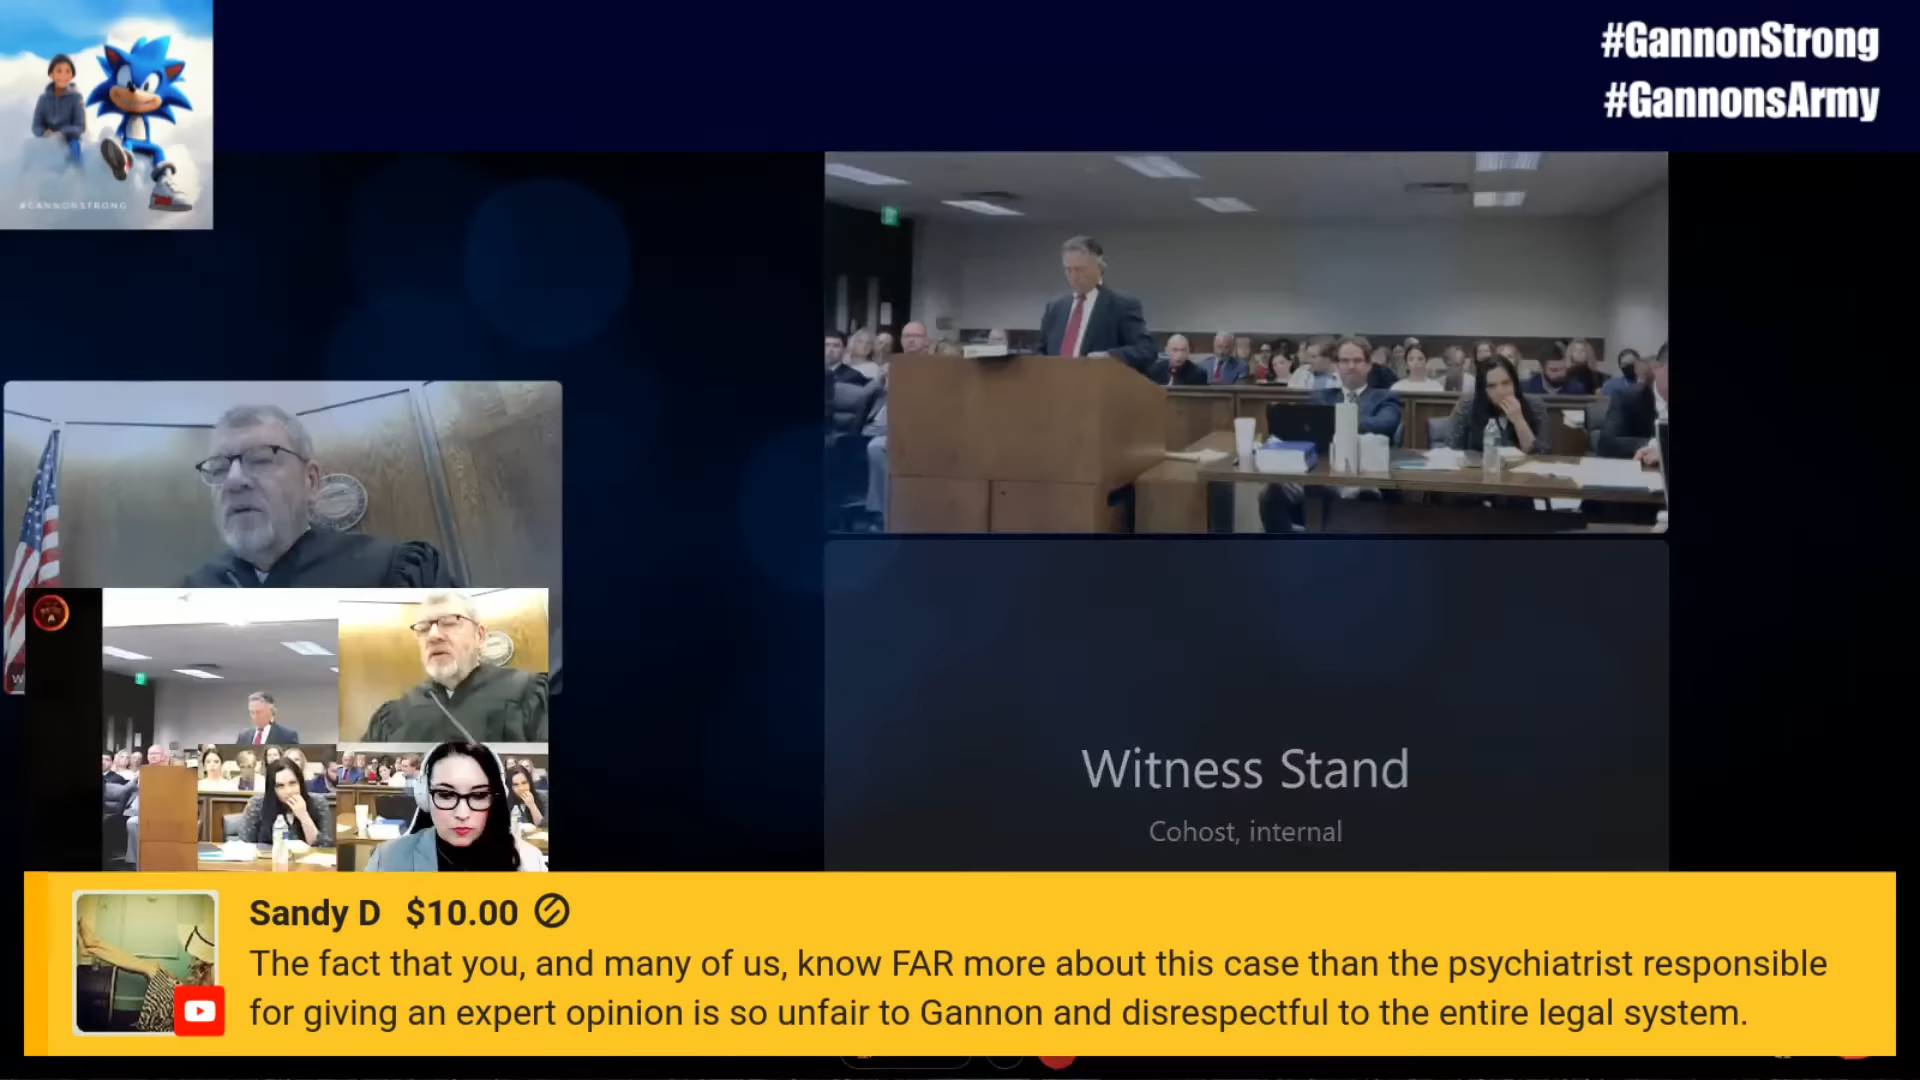 #GannonStrong
#GannonsArmy
#GANNONSTRONG
W
Witness Stand
Cohost, internal
Sandy D $10.00
The fact that you, and many of us, know FAR more about this case than the psychiatrist responsible
for giving an expert opinion is so unfair to Gannon and disrespectful to the entire legal system.